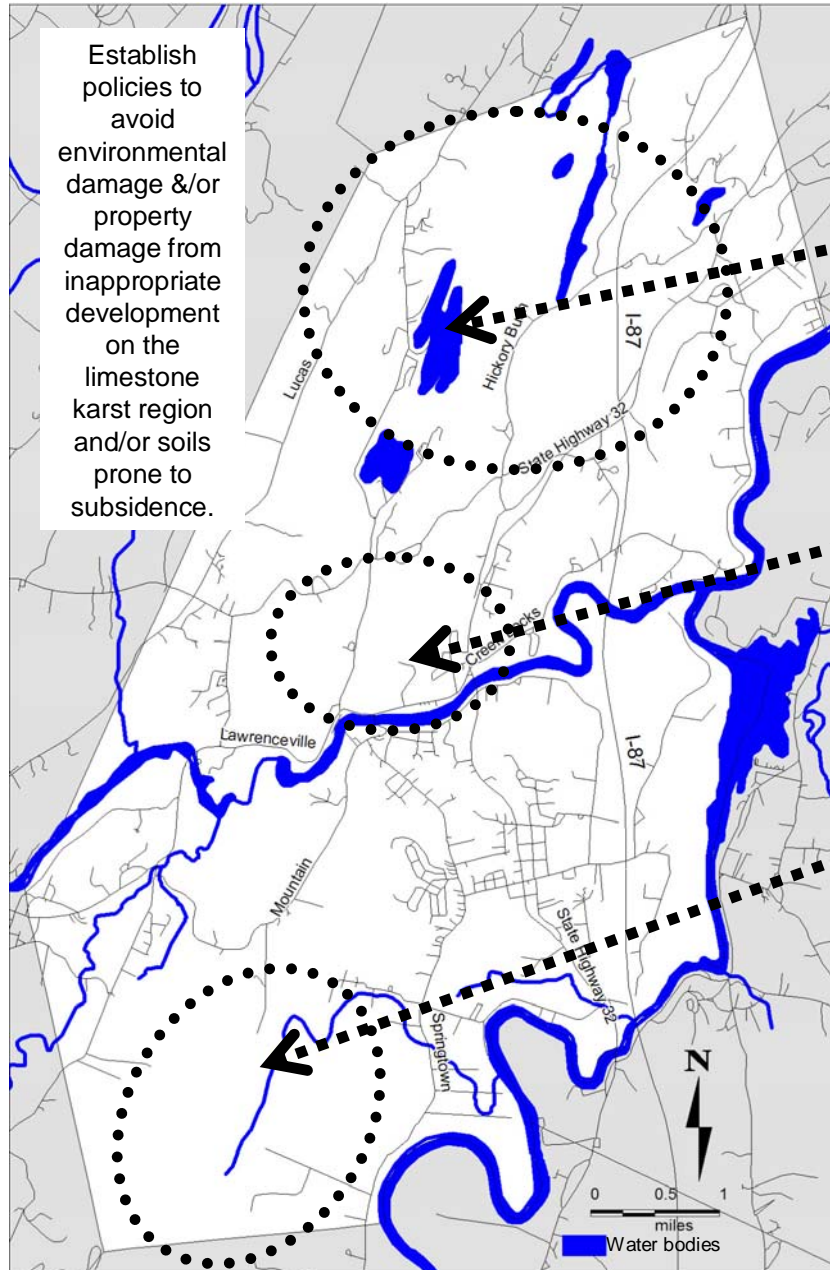 Establish
policies to
avoid
environmental
damage &/or
property
damage from
inappropriate
development
on the
limestone
karst region
and/or soils
prone to
subsidence.
Lucas
Hickory Bush
I-87
State Highway 32
Creek Locks
Lawrenceville
I-87
Mountain
State Highway 32
Springtown
N
0 0.5 1
miles
Water bodies